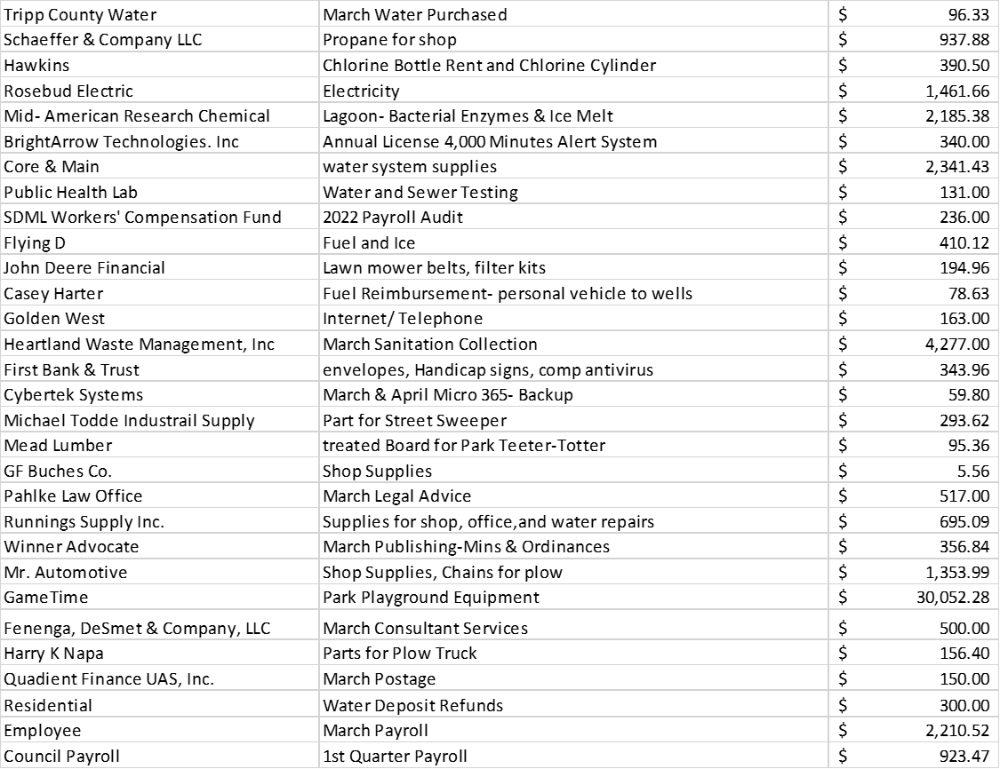 Tripp County Water March Water Purchased $ 96.33
Schaeffer & Company LLC Propane for shop $ 937.88
Hawkins Chlorine Bottle Rent and Chlorine Cylinder $ 390.50
Rosebud Electric Electricity $ 1,461.66
Mid- American Research Chemical Lagoon- Bacterial Enzymes & Ice Melt $ 2,185.38
BrightArrow Technologies. Inc Annual License 4,000 Minutes Alert System $ 340.00
Core & Main water system supplies $ 2,341.43
Public Health Lab Water and Sewer Testing $ 131.00
SDML Workers' Compensation Fund 2022 Payroll Audit $ 236.00
Flying D Fuel and Ice $ 410.12
John Deere Financial Lawn mower belts, filter kits $ 194.96
Casey Harter Fuel Reimbursement- personal vehicle to wells $ 78.63
Golden West Internet/ Telephone $ 163.00
Heartland Waste Management, Inc March Sanitation Collection $ 4,277.00
First Bank & Trust envelopes, Handicap signs, comp antivirus $ 343.96
Cybertek Systems March & April Micro 365- Backup $ 59.80
Michael Todde Industrail Supply Part for Street Sweeper $ 293.62
Mead Lumber treated Board for Park Teeter-Totter $ 95.36
GF Buches Co. Shop Supplies $ 5.56
Pahlke Law Office March Legal Advice $ 517.00
Runnings Supply Inc. Supplies for shop, office,and water repairs $ 695.09
Winner Advocate March Publishing-Mins & Ordinances $ 356.84
Mr. Automotive Shop Supplies, Chains for plow $ 1,353.99
GameTime Park Playground Equipment $ 30,052.28
Fenenga, DeSmet & Company, LLC March Consultant Services $ 500.00
Harry K Napa Parts for Plow Truck $ 156.40
Quadient Finance UAS, Inc. March Postage $ 150.00
Residential Water Deposit Refunds $ 300.00
Employee March Payroll $ 2,210.52
Council Payroll 1st Quarter Payroll $ 923.47